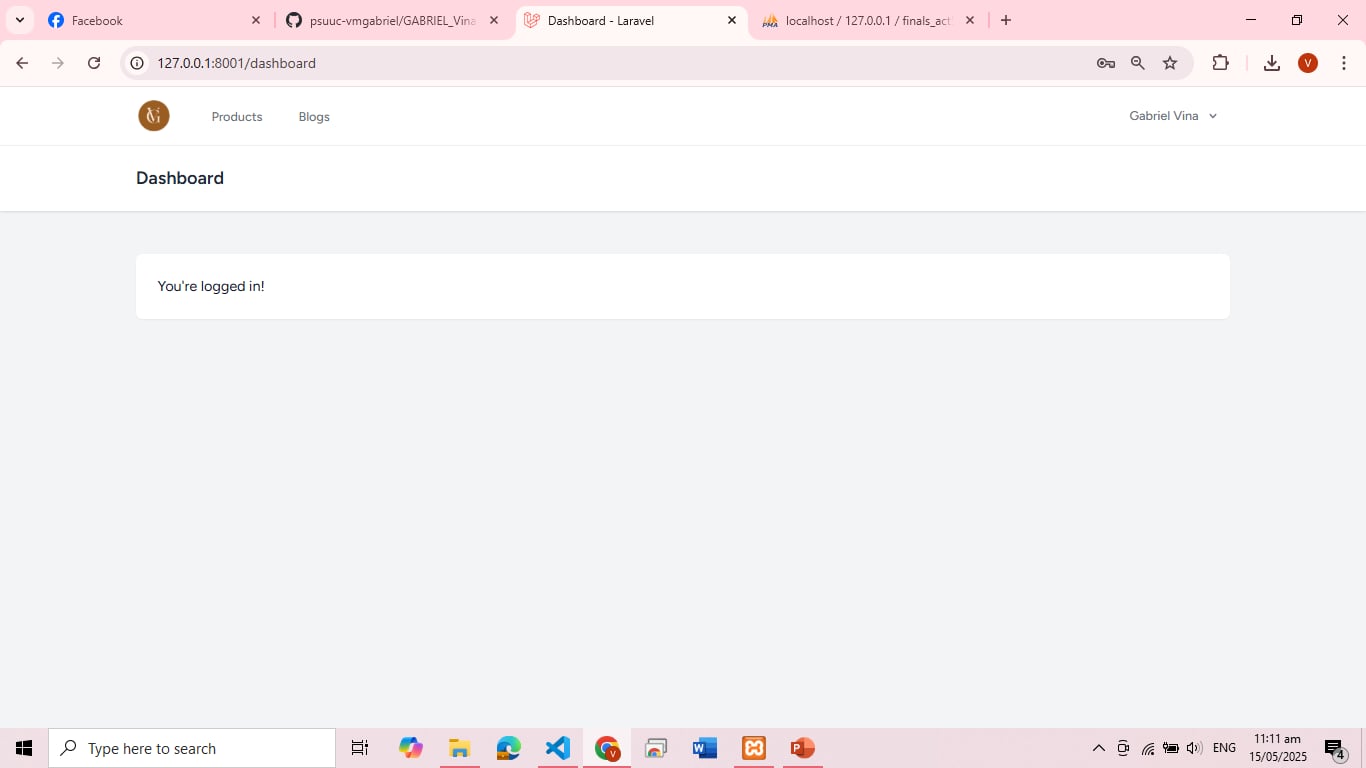 Facebook
psuuc-vmgabriel/GABRIEL_Vina
Dashboard - Laravel
PMA
localhost / 127.0.0.1 / finals_act
127.0.0.1:8001/dashboard
V
VG
Products
Blogs
Gabriel Vina
Dashboard
You're logged in!
Type here to search
V
ENG
11:11 am
15/05/2025
4